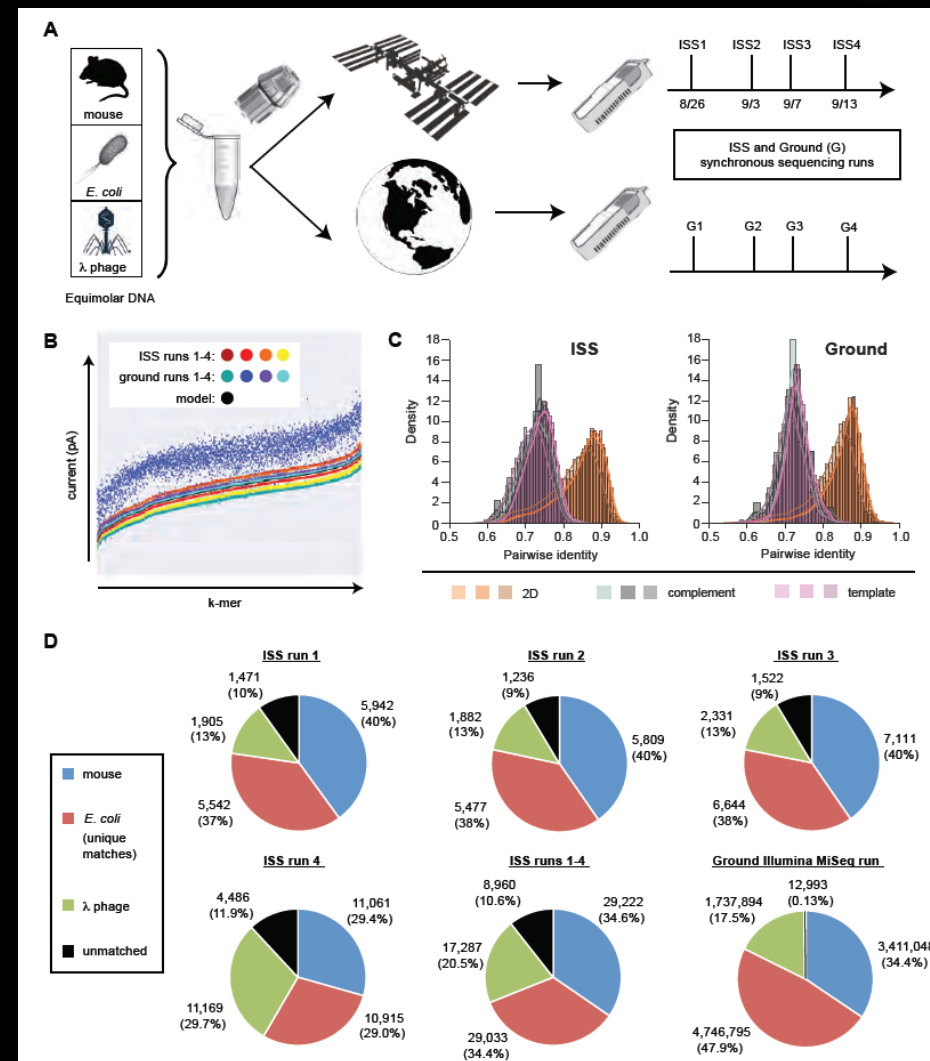 A
mouse
E. coli
λ phage
Equimolar DNA
ISS1 ISS2 ISS3 ISS4
8/26 9/3 9/7 9/13
ISS and Ground (G)
synchronous sequencing runs
G1 G2 G3 G4
B
ISS runs 1-4:
ground runs 1-4:
model:
current (pA)
k-mer
C
ISS
18
16
14
12
10
8
6
4
2
0
Density
0.5 0.6 0.7 0.8 0.9 1.0
Pairwise identity
Ground
18
16
14
12
10
8
6
4
2
0
Density
0.5 0.6 0.7 0.8 0.9 1.0
Pairwise identity
2D complement template
D
mouse
E. coli
(unique
matches)
λ phage
unmatched
ISS run 1
1,471
(10%)
5,942
(40%)
1,905
(13%)
5,542
(37%)
ISS run 2
1,236
(9%)
5,809
(40%)
1,882
(13%)
5,477
(38%)
ISS run 3
1,522
(9%)
7,111
(40%)
2,331
(13%)
6,644
(38%)
ISS run 4
4,486
(11.9%)
11,061
(29.4%)
11,169
(29.7%)
10,915
(29.0%)
ISS runs 1-4
8,960
(10.6%)
29,222
(34.6%)
17,287
(20.5%)
29,033
(34.4%)
Ground Illumina MiSeq run
12,993
(0.13%)
1,737,894
(17.5%)
3,411,048
(34.4%)
4,746,795
(47.9%)